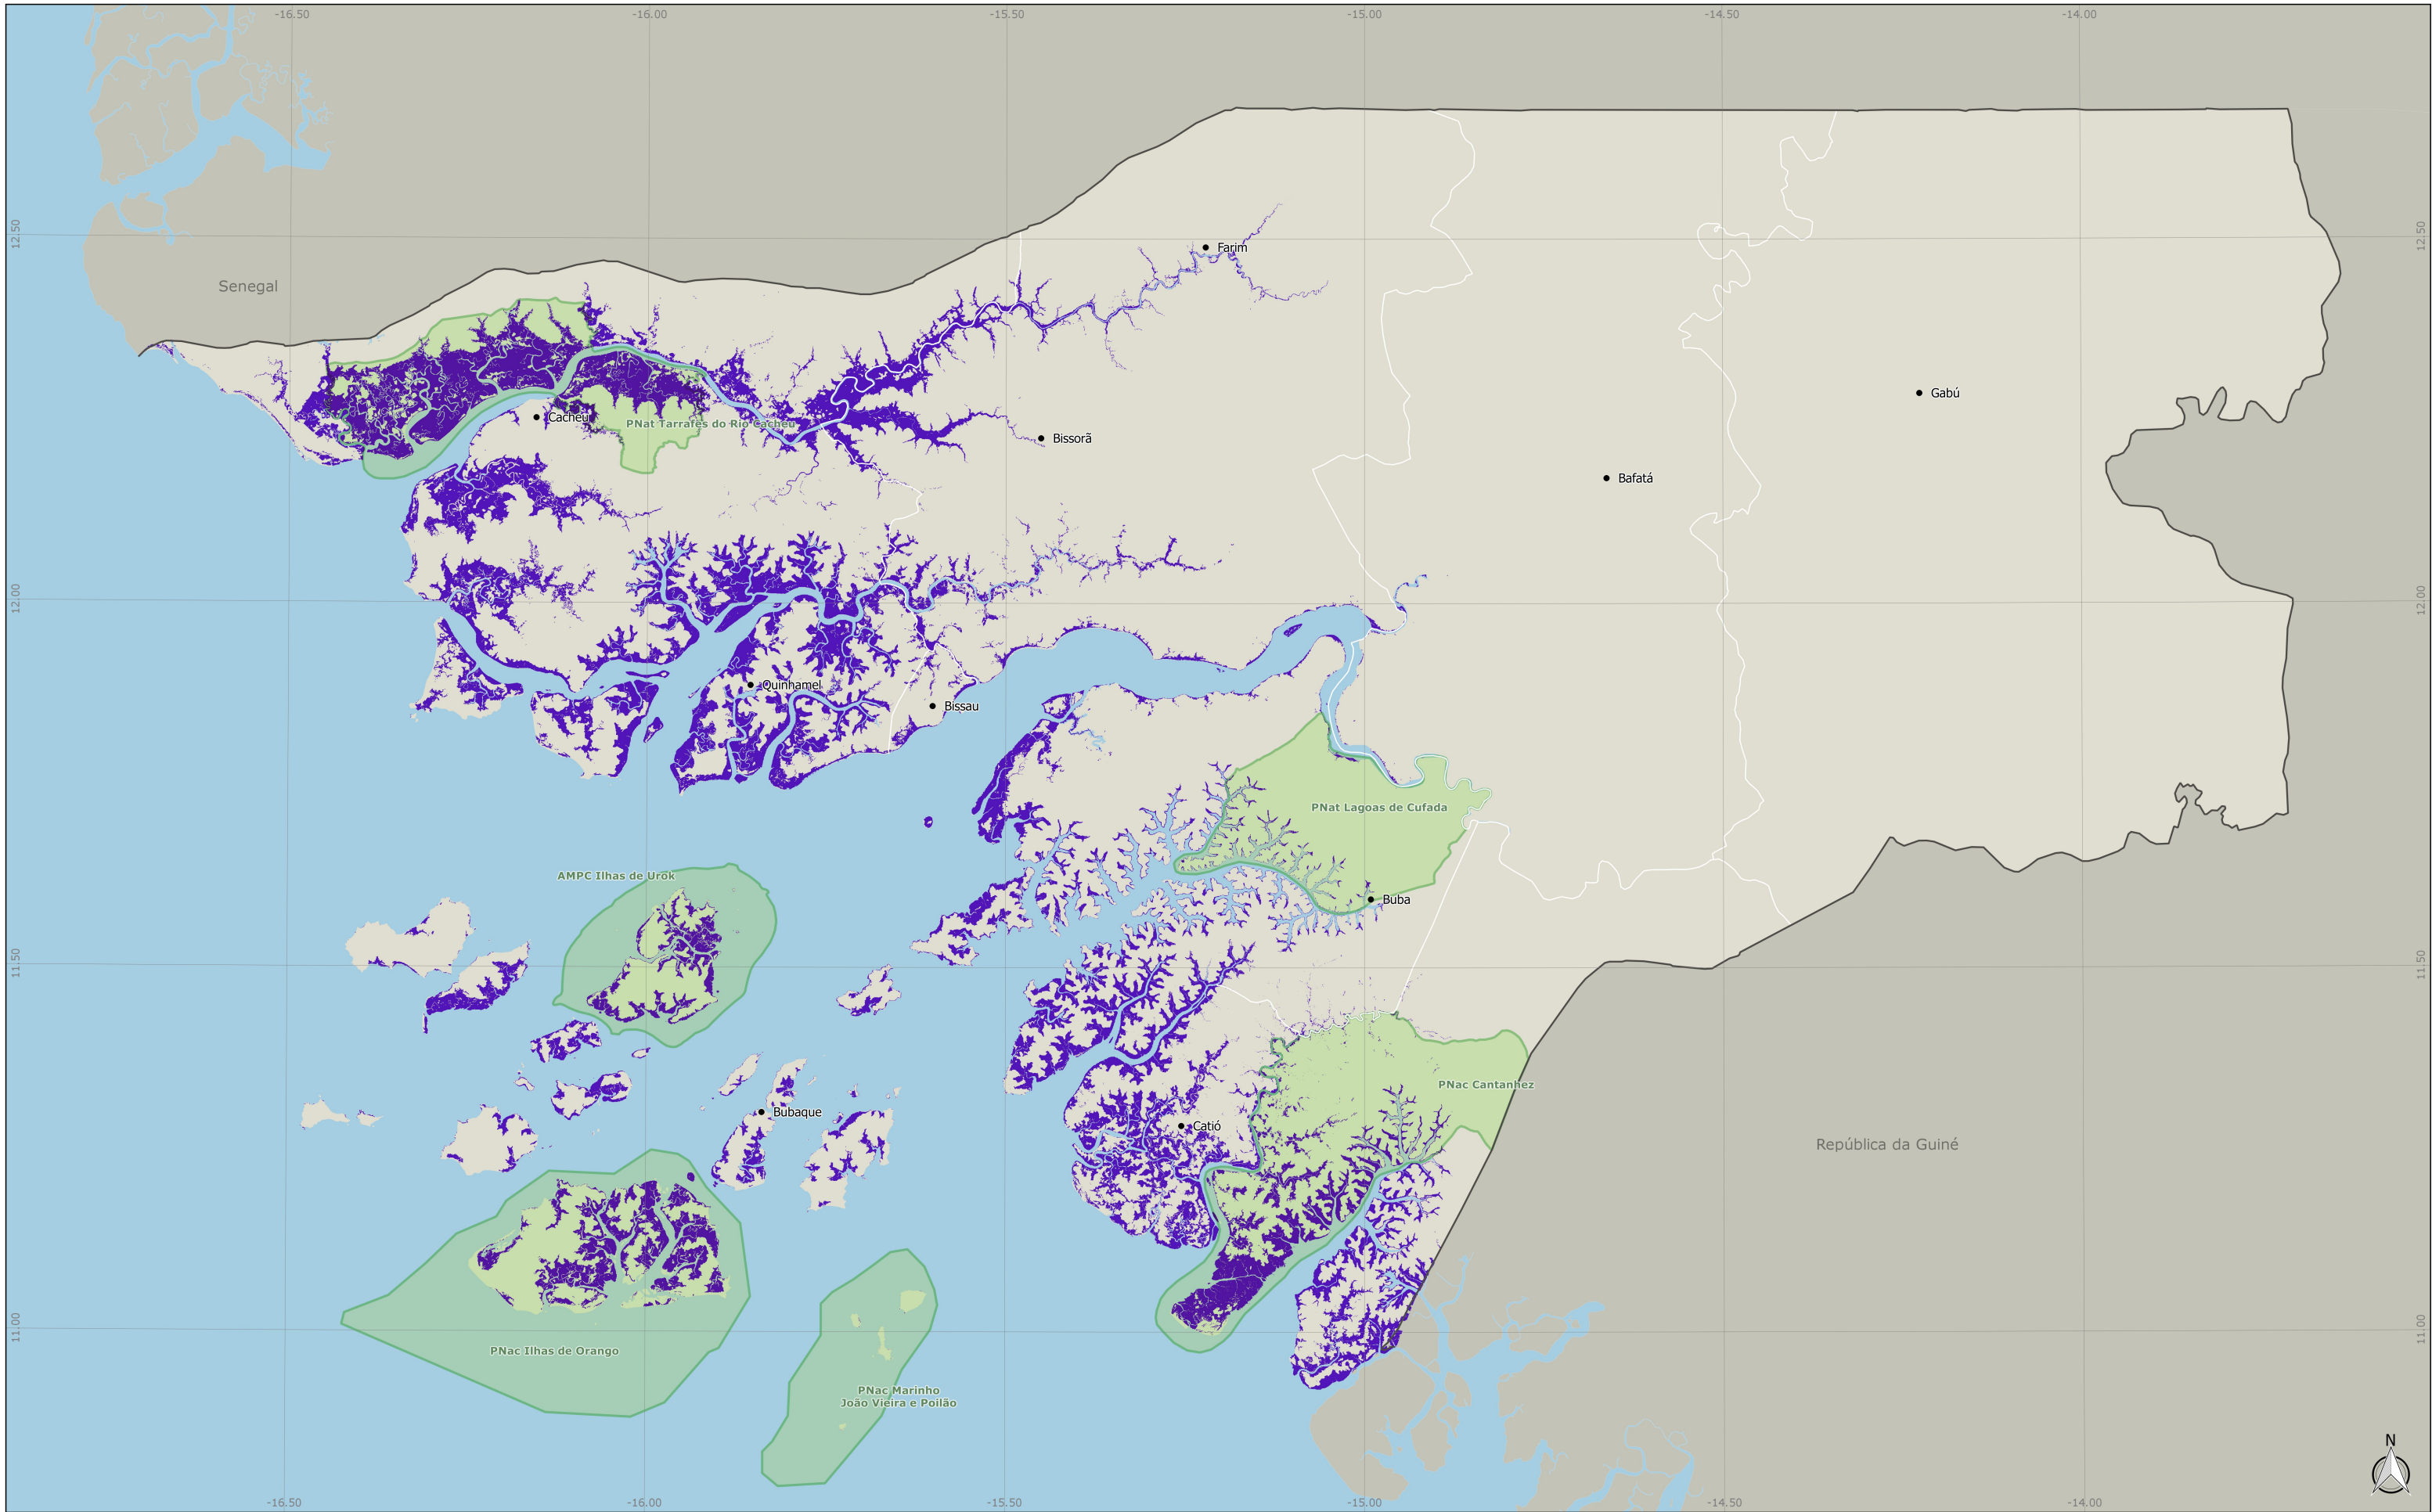 -16.50
-16.00
-15.50
-15.00
-14.50
-14.00
12.50
12.50
Farim
Senegal
Gabú
Cacheu
PNat Tarrafes do Rio Cacheu
Bissorã
Bafatá
12.00
12.00
Quinhamel
Bissau
PNat Lagoas de Cufada
AMPC Ilhas de Urok
Buba
11.50
11.50
PNac Cantanhez
Bubaque
Catió
República da Guiné
11.00
11.00
PNac Ilhas de Orango
PNac Marinho
João Vieira e Poilão
N
-16.50
-16.00
-15.50
-15.00
-14.50
-14.00